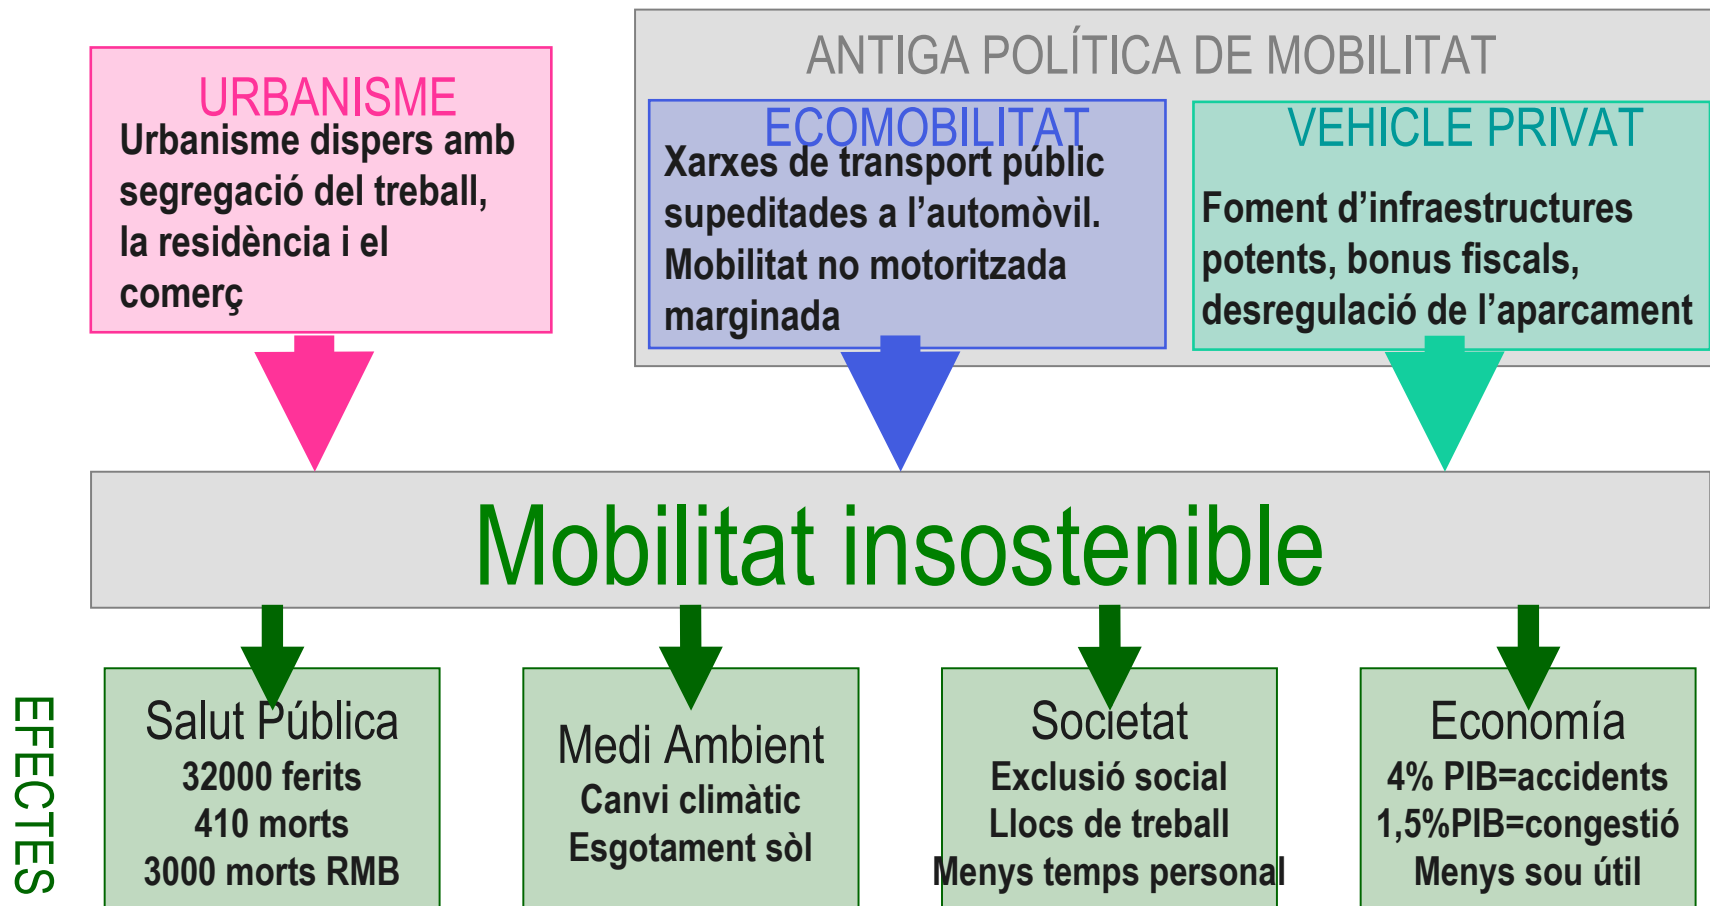 URBANISME
Urbanisme dispers amb
segregació del treball,
la residència i el
comerç
ANTIGA POLÍTICA DE MOBILITAT
ECOMOBILITAT
Xarxes de transport públic
supeditades a l’automòvil.
Mobilitat no motoritzada
marginada
VEHICLE PRIVAT
Foment d’infraestructures
potents, bonus fiscals,
desregulació de l’aparcament
Mobilitat insostenible
EFECTES
Salut Pública
32000 ferits
410 morts
3000 morts RMB
Medi Ambient
Canvi climàtic
Esgotament sòl
Societat
Exclusió social
Llocs de treball
Menys temps personal
Economía
4% PIB=accidents
1,5%PIB=congestió
Menys sou útil